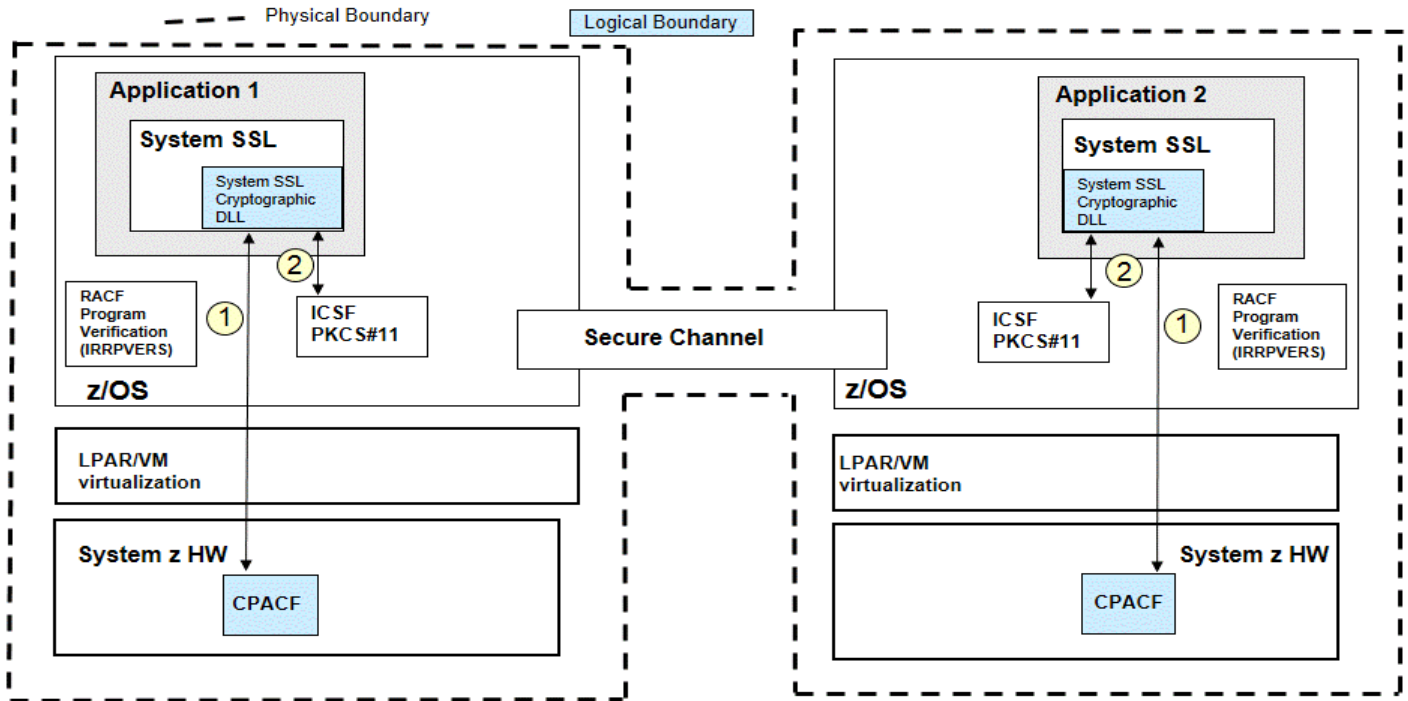 Physical Boundary
Logical Boundary
Application 1
System SSL
System SSL
Cryptographic
DLL
2
1
RACF
Program
Verification
(IRRPVERS)
ICSF
PKCS#11
z/OS
LPAR/VM
virtualization
System z HW
CPACF
Secure Channel
Application 2
System SSL
System SSL
Cryptographic
DLL
2
1
ICSF
PKCS#11
RACF
Program
Verification
(IRRPVERS)
z/OS
LPAR/VM
virtualization
System z HW
CPACF